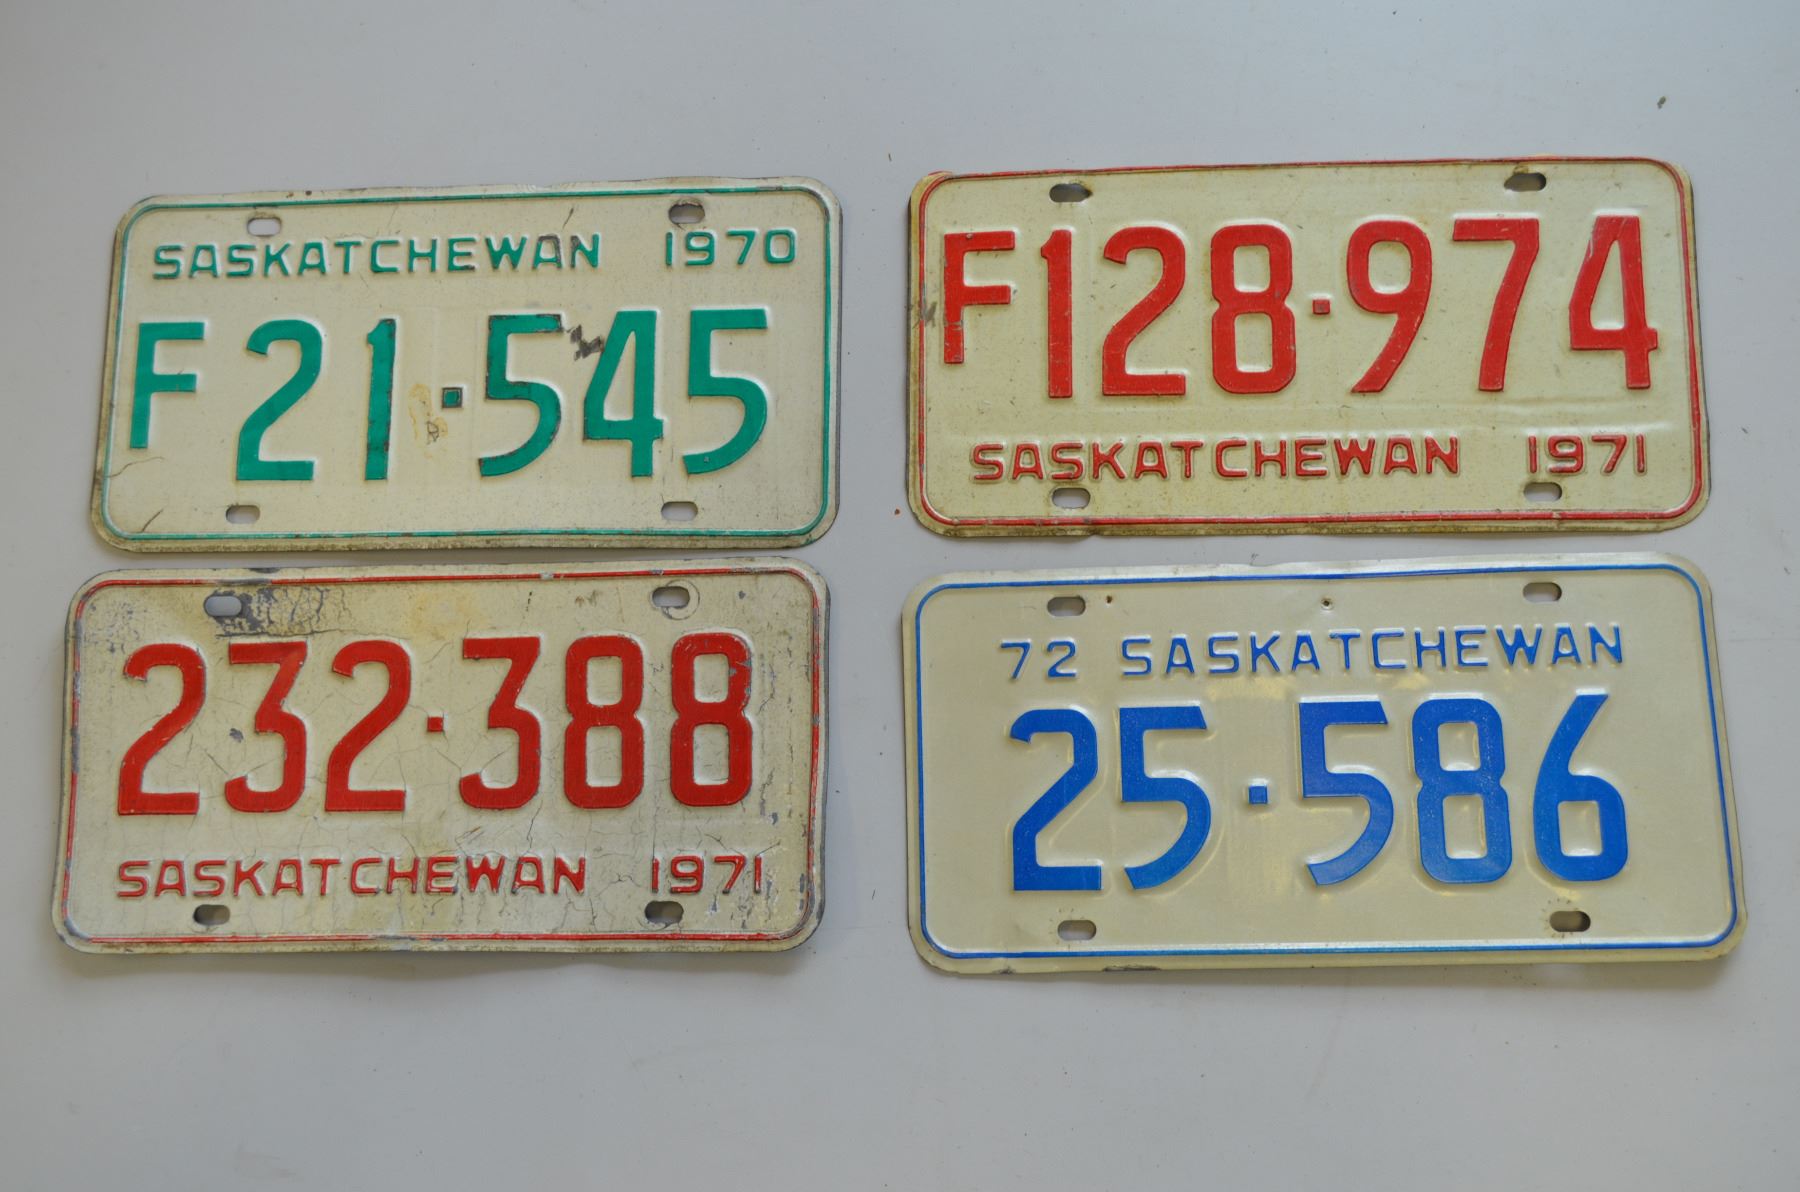 SASKATCHEWAN 1970
F21·545
F128·974
SASKATCHEWAN 1971
232·388
SASKATCHEWAN 1971
72 SASKATCHEWAN
25·586